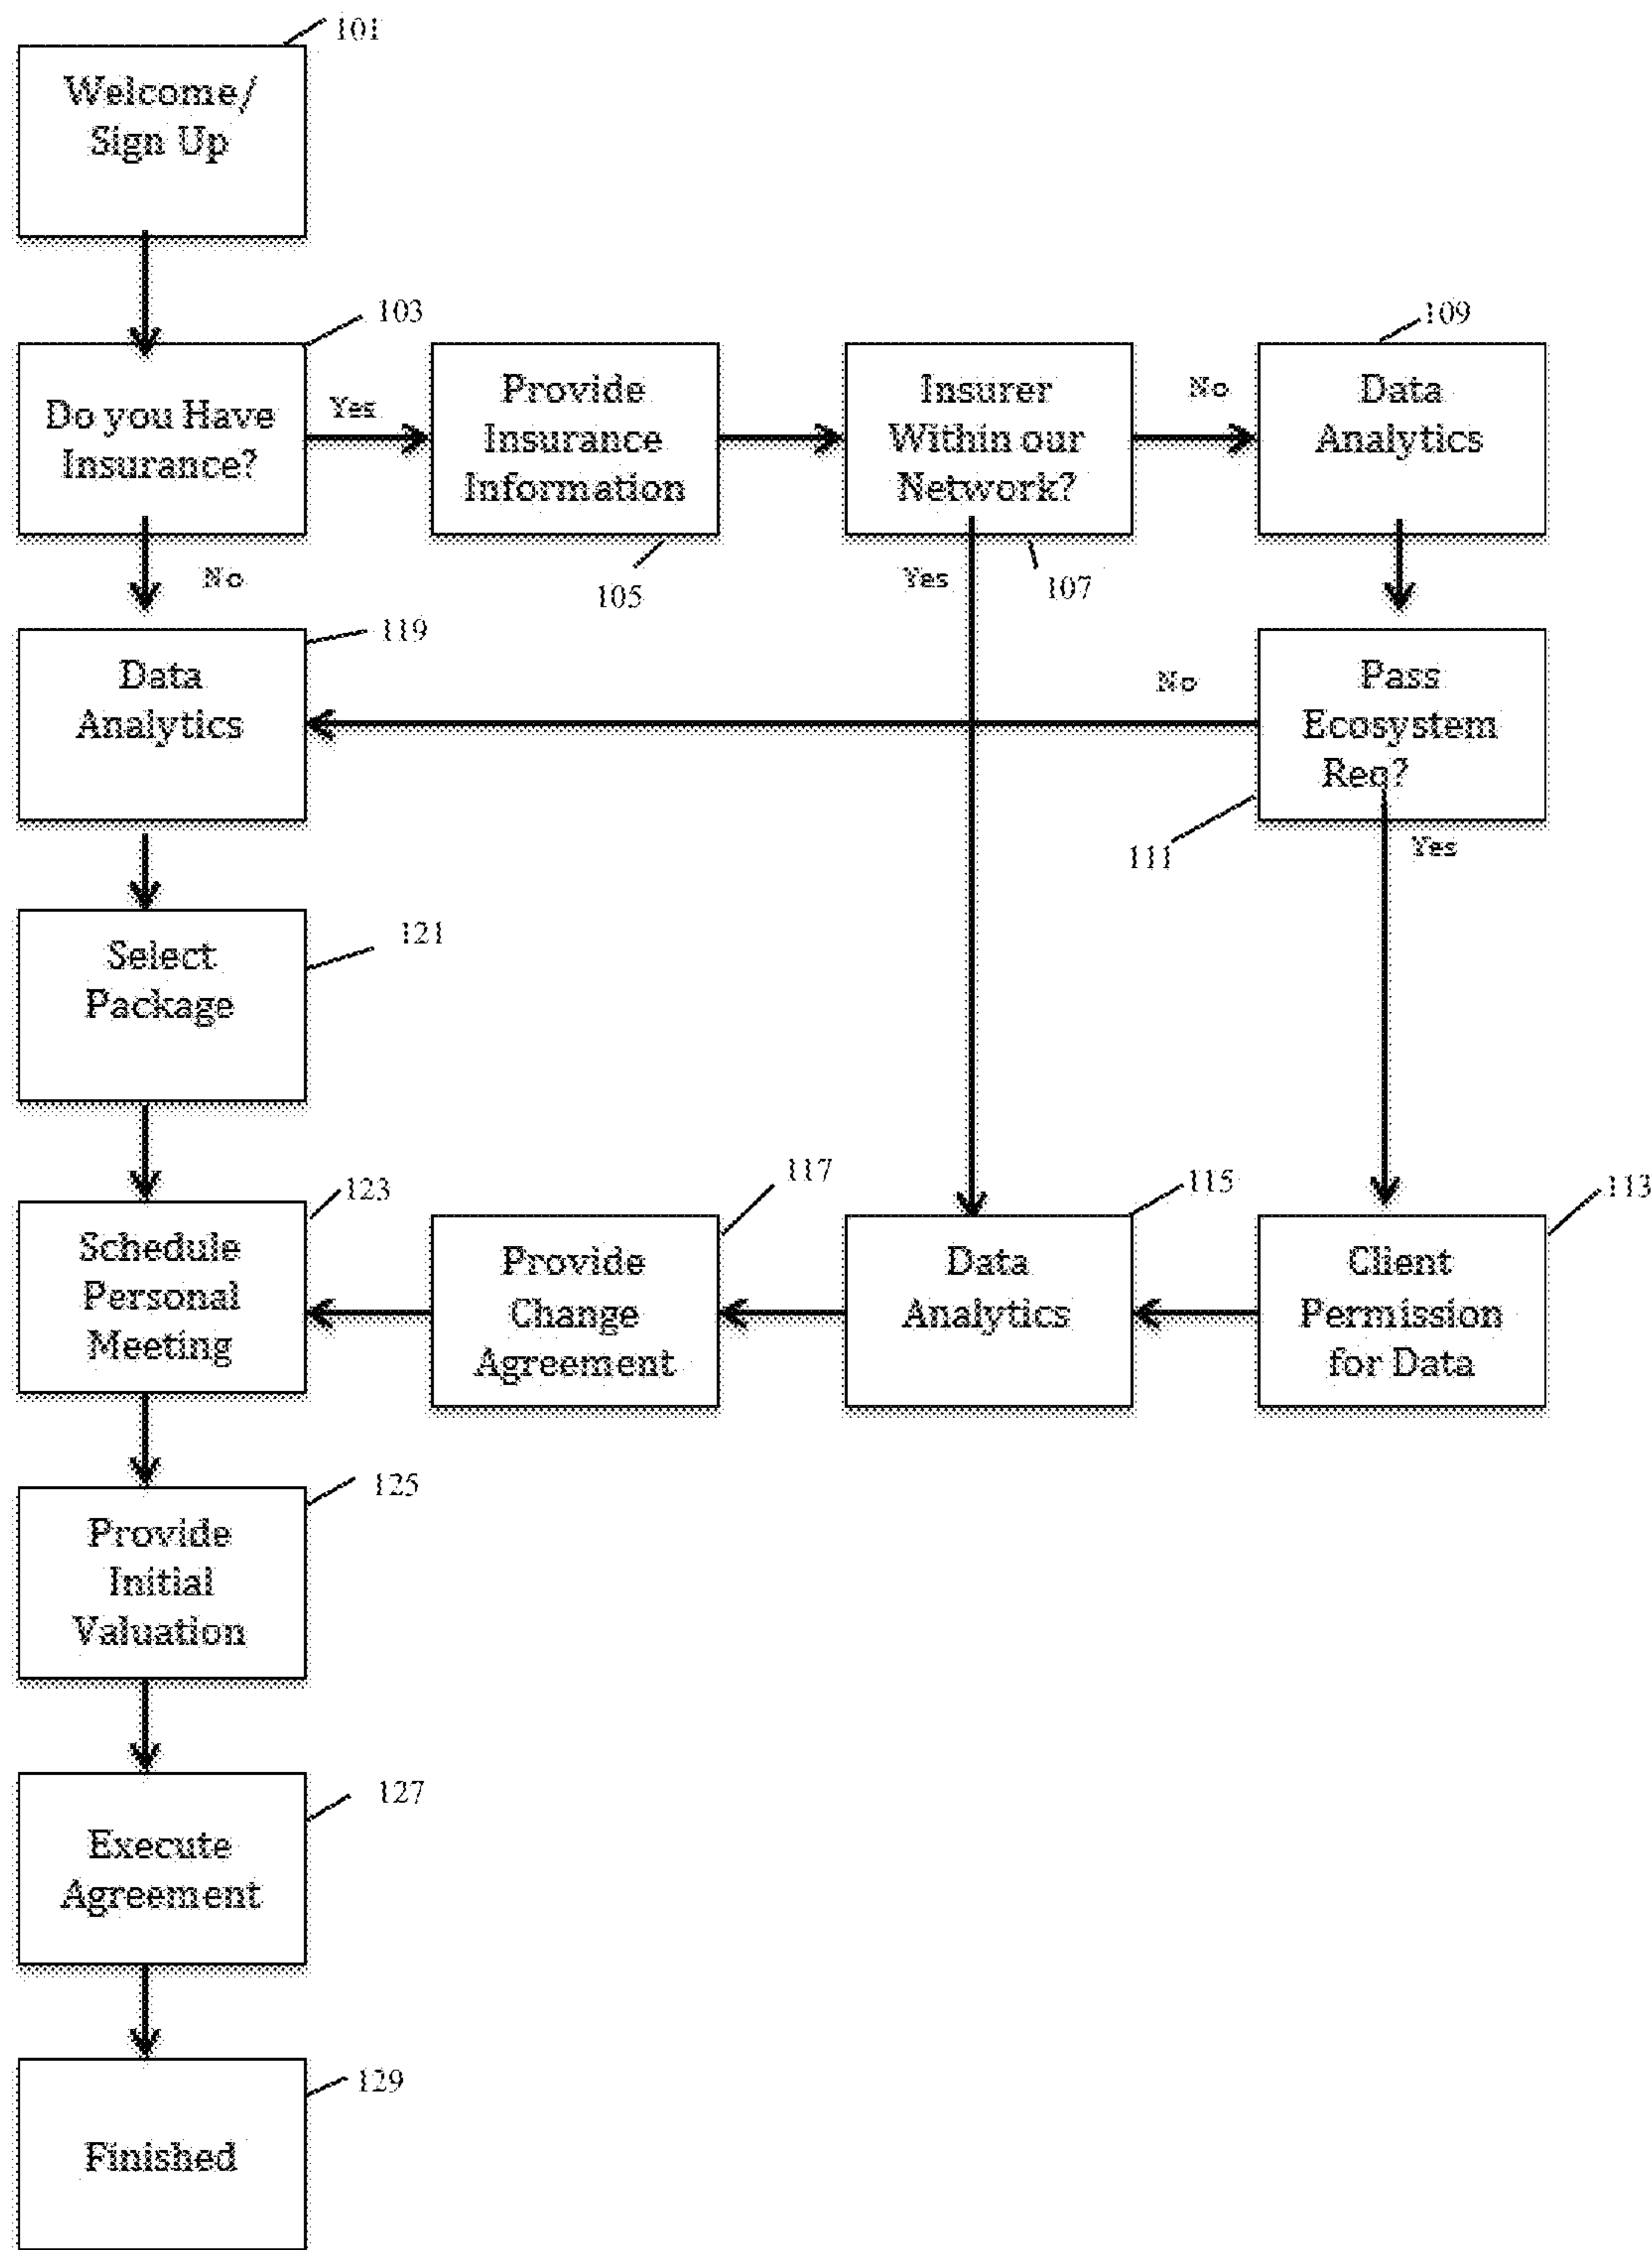 101
Welcome/
Sign Up
103
Do you Have
Insurance?
Yes
Provide
Insurance
Information
105
Insurer
Within our
Network?
107
No
109
Data
Analytics
No
Yes
119
Data
Analytics
No
Pass
Ecosystem
Req?
111
Yes
121
Select
Package
123
Schedule
Personal
Meeting
117
Provide
Change
Agreement
115
Data
Analytics
113
Client
Permission
for Data
125
Provide
Initial
Valuation
127
Execute
Agreement
129
Finished